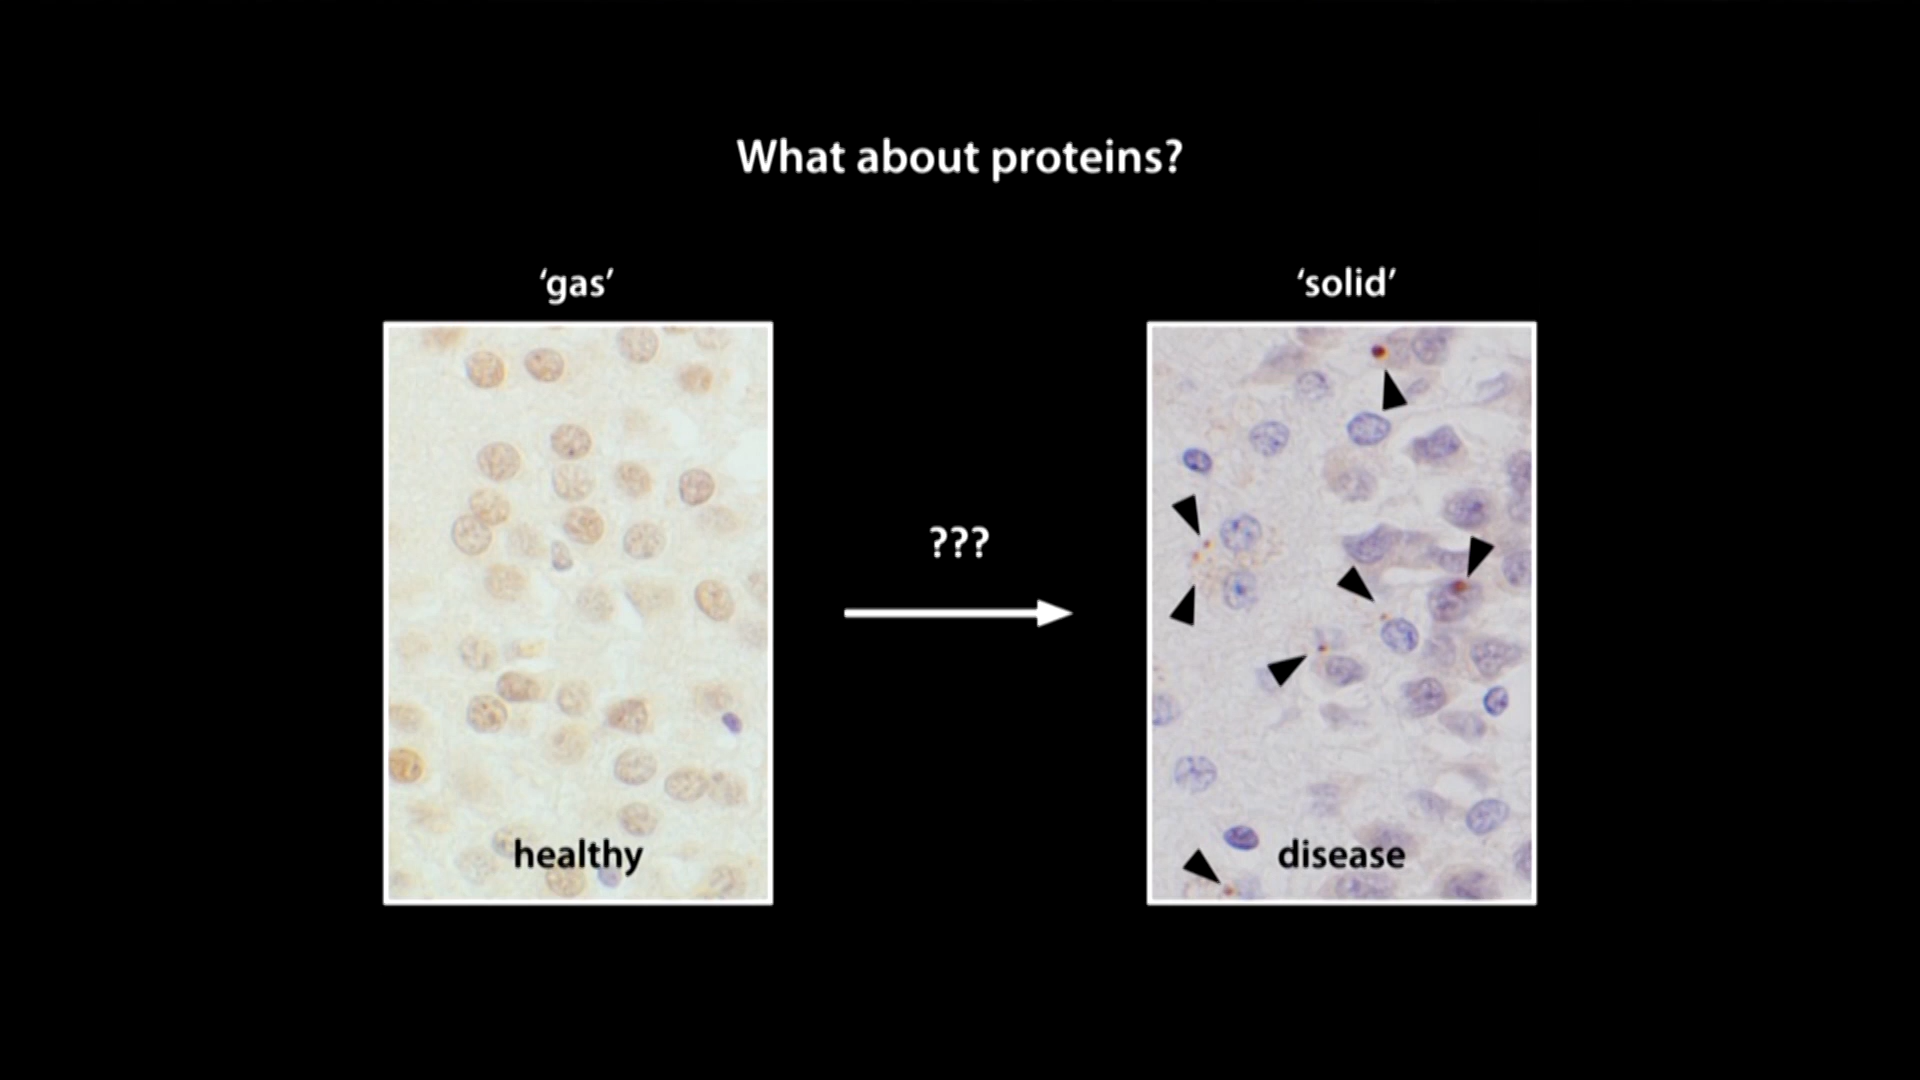 What about proteins?
‘gas’
‘solid’
???
healthy
disease